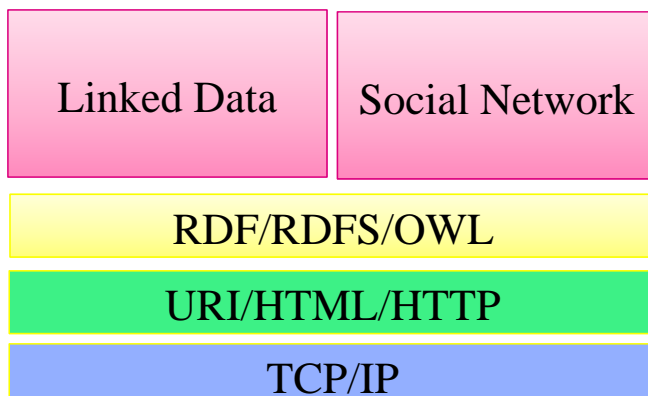 Linked Data
Social Network
RDF/RDFS/OWL
URI/HTML/HTTP
TCP/IP